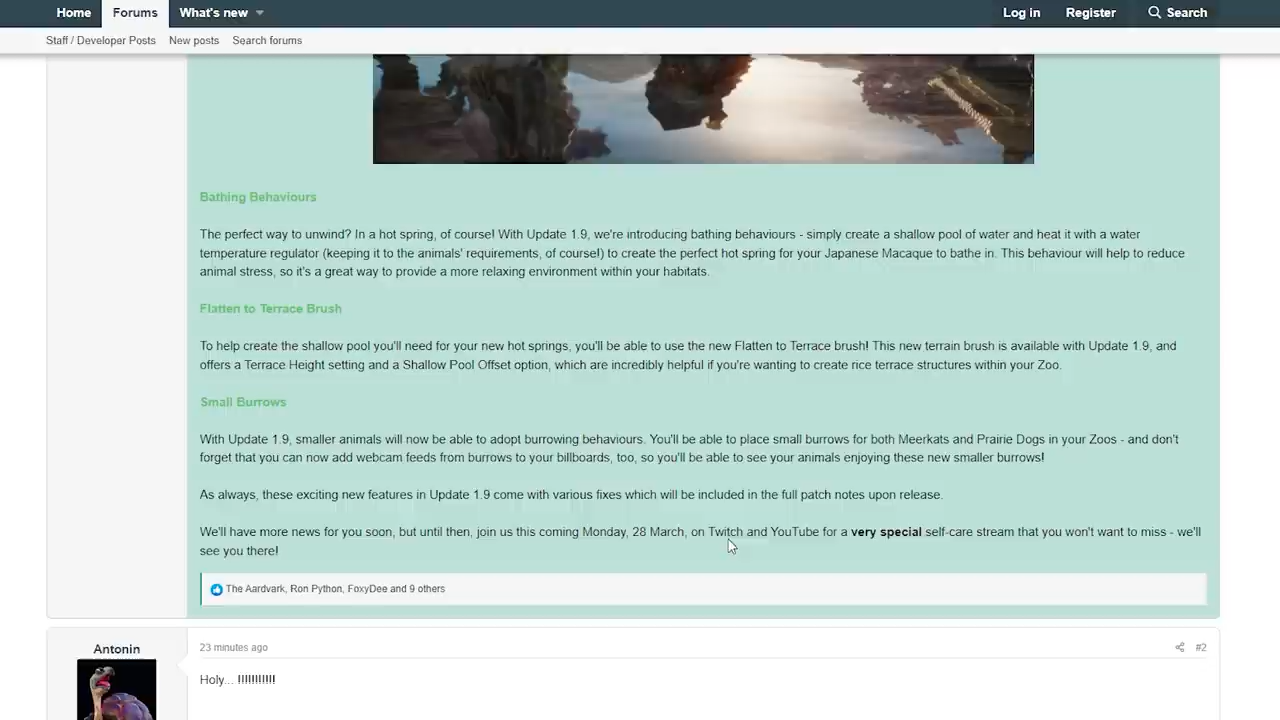 Home Forums What's new Log in Register Search
Staff / Developer Posts New posts Search forums
Bathing Behaviours
The perfect way to unwind? In a hot spring, of course! With Update 1.9, we're introducing bathing behaviours - simply create a shallow pool of water and heat it with a water
temperature regulator (keeping it to the animals' requirements, of course!) to create the perfect hot spring for your Japanese Macaque to bathe in. This behaviour will help to reduce
animal stress, so it's a great way to provide a more relaxing environment within your habitats.
Flatten to Terrace Brush
To help create the shallow pool you'll need for your new hot springs, you'll be able to use the new Flatten to Terrace brush! This new terrain brush is available with Update 1.9, and
offers a Terrace Height setting and a Shallow Pool Offset option, which are incredibly helpful if you're wanting to create rice terrace structures within your Zoo.
Small Burrows
With Update 1.9, smaller animals will now be able to adopt burrowing behaviours. You'll be able to place small burrows for both Meerkats and Prairie Dogs in your Zoos - and don't
forget that you can now add webcam feeds from burrows to your billboards, too, so you'll be able to see your animals enjoying these new smaller burrows!
As always, these exciting new features in Update 1.9 come with various fixes which will be included in the full patch notes upon release.
We'll have more news for you soon, but until then, join us this coming Monday, 28 March, on Twitch and YouTube for a very special self-care stream that you won't want to miss - we'll
see you there!
The Aardvark, Ron Python, FoxyDee and 9 others
Antonin
23 minutes ago #2
Holy... !!!!!!!!!!!